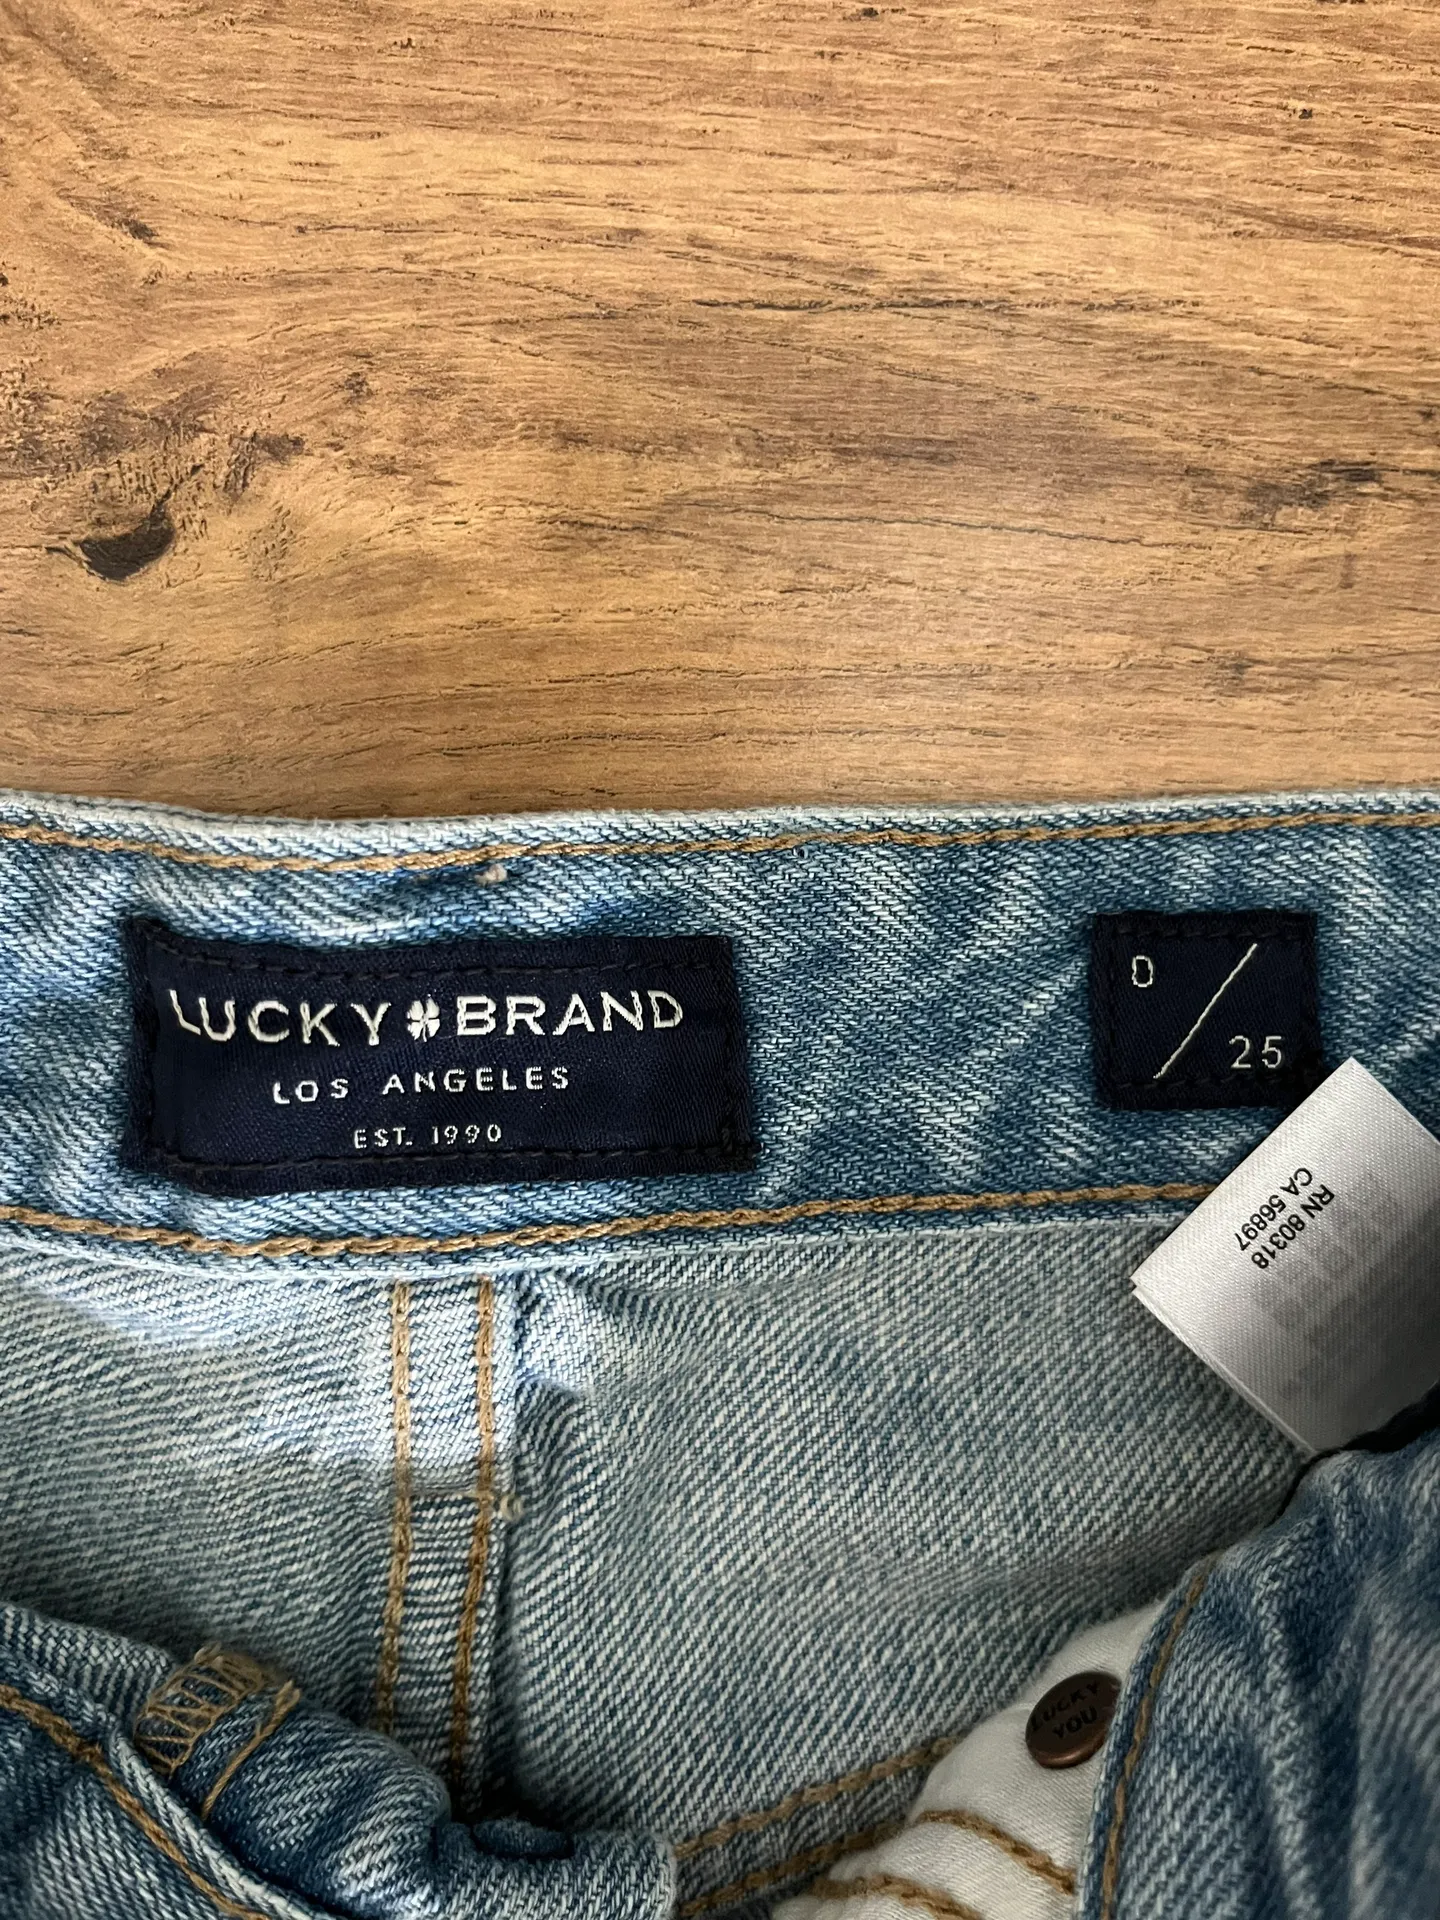 LUCKY BRAND
LOS ANGELES
EST. 1990
0/25
RN 80318
CA 56897
LUCKY
YOU